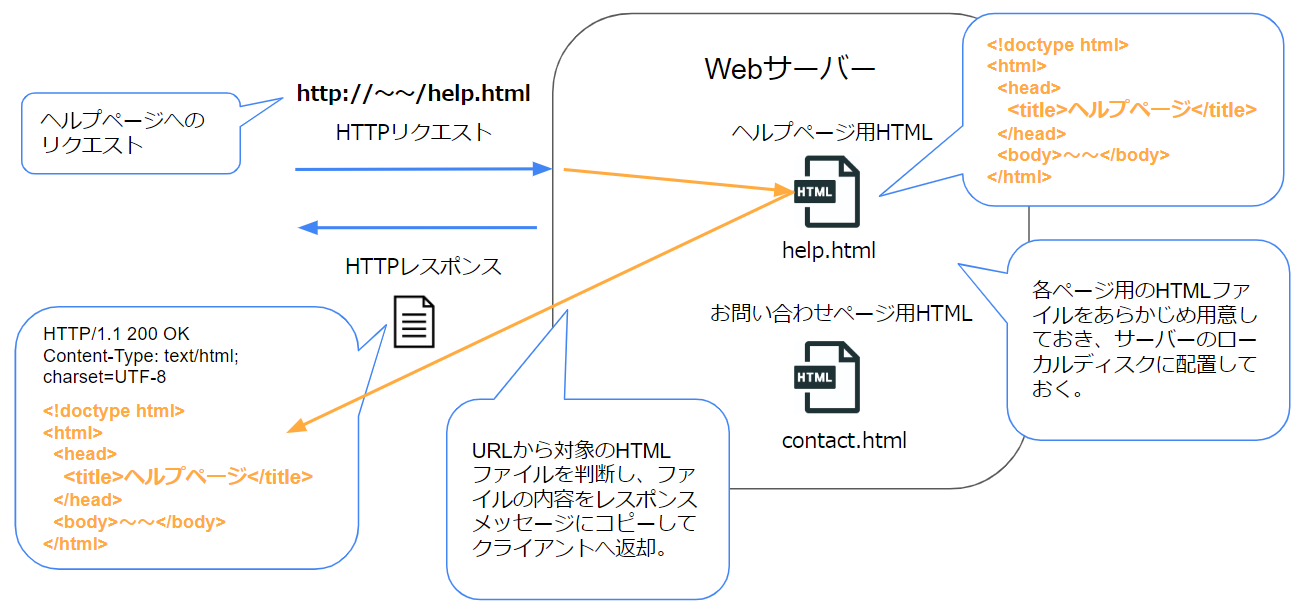 Webサーバー
http://～～/help.html
HTTPリクエスト
ヘルプページへの
リクエスト
ヘルプページ用HTML
HTML
help.html
<!doctype html>
<html>
<head>
<title>ヘルプページ</title>
</head>
<body>～～</body>
</html>
HTTPレスポンス
お問い合わせページ用HTML
HTML
contact.html
各ページ用のHTMLファ
イルをあらかじめ用意し
ておき、サーバーのロー
カルディスクに配置して
おく。
HTTP/1.1 200 OK
Content-Type: text/html;
charset=UTF-8
<!doctype html>
<html>
<head>
<title>ヘルプページ</title>
</head>
<body>～～</body>
</html>
URLから対象のHTML
ファイルを判断し、ファ
イルの内容をレスポンス
メッセージにコピーして
クライアントへ返却。